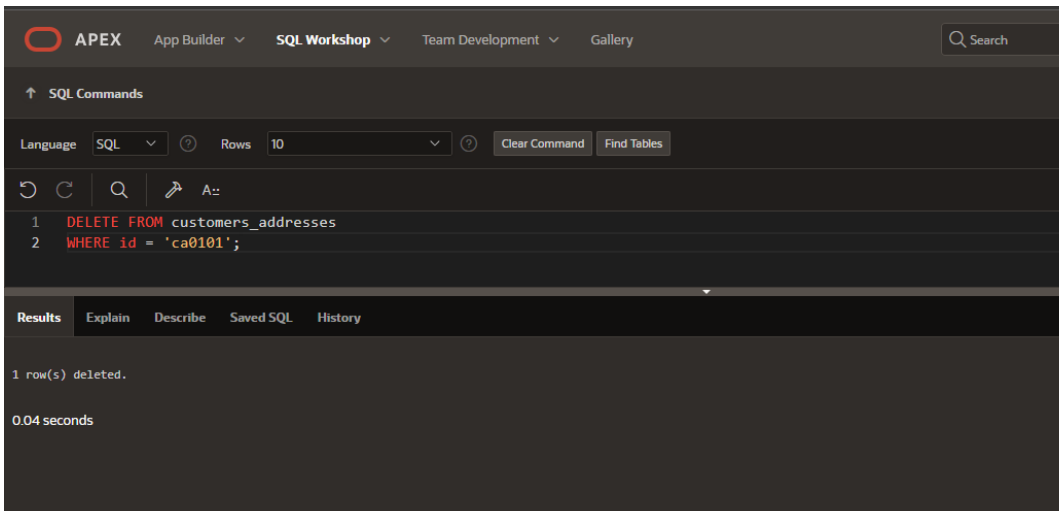 APEX App Builder SQL Workshop Team Development Gallery Search
SQL Commands
Language SQL ? Rows 10 ? Clear Command Find Tables
A::
1 DELETE FROM customers_addresses
2 WHERE id = 'ca0101';
Results Explain Describe Saved SQL History
1 row(s) deleted.
0.04 seconds